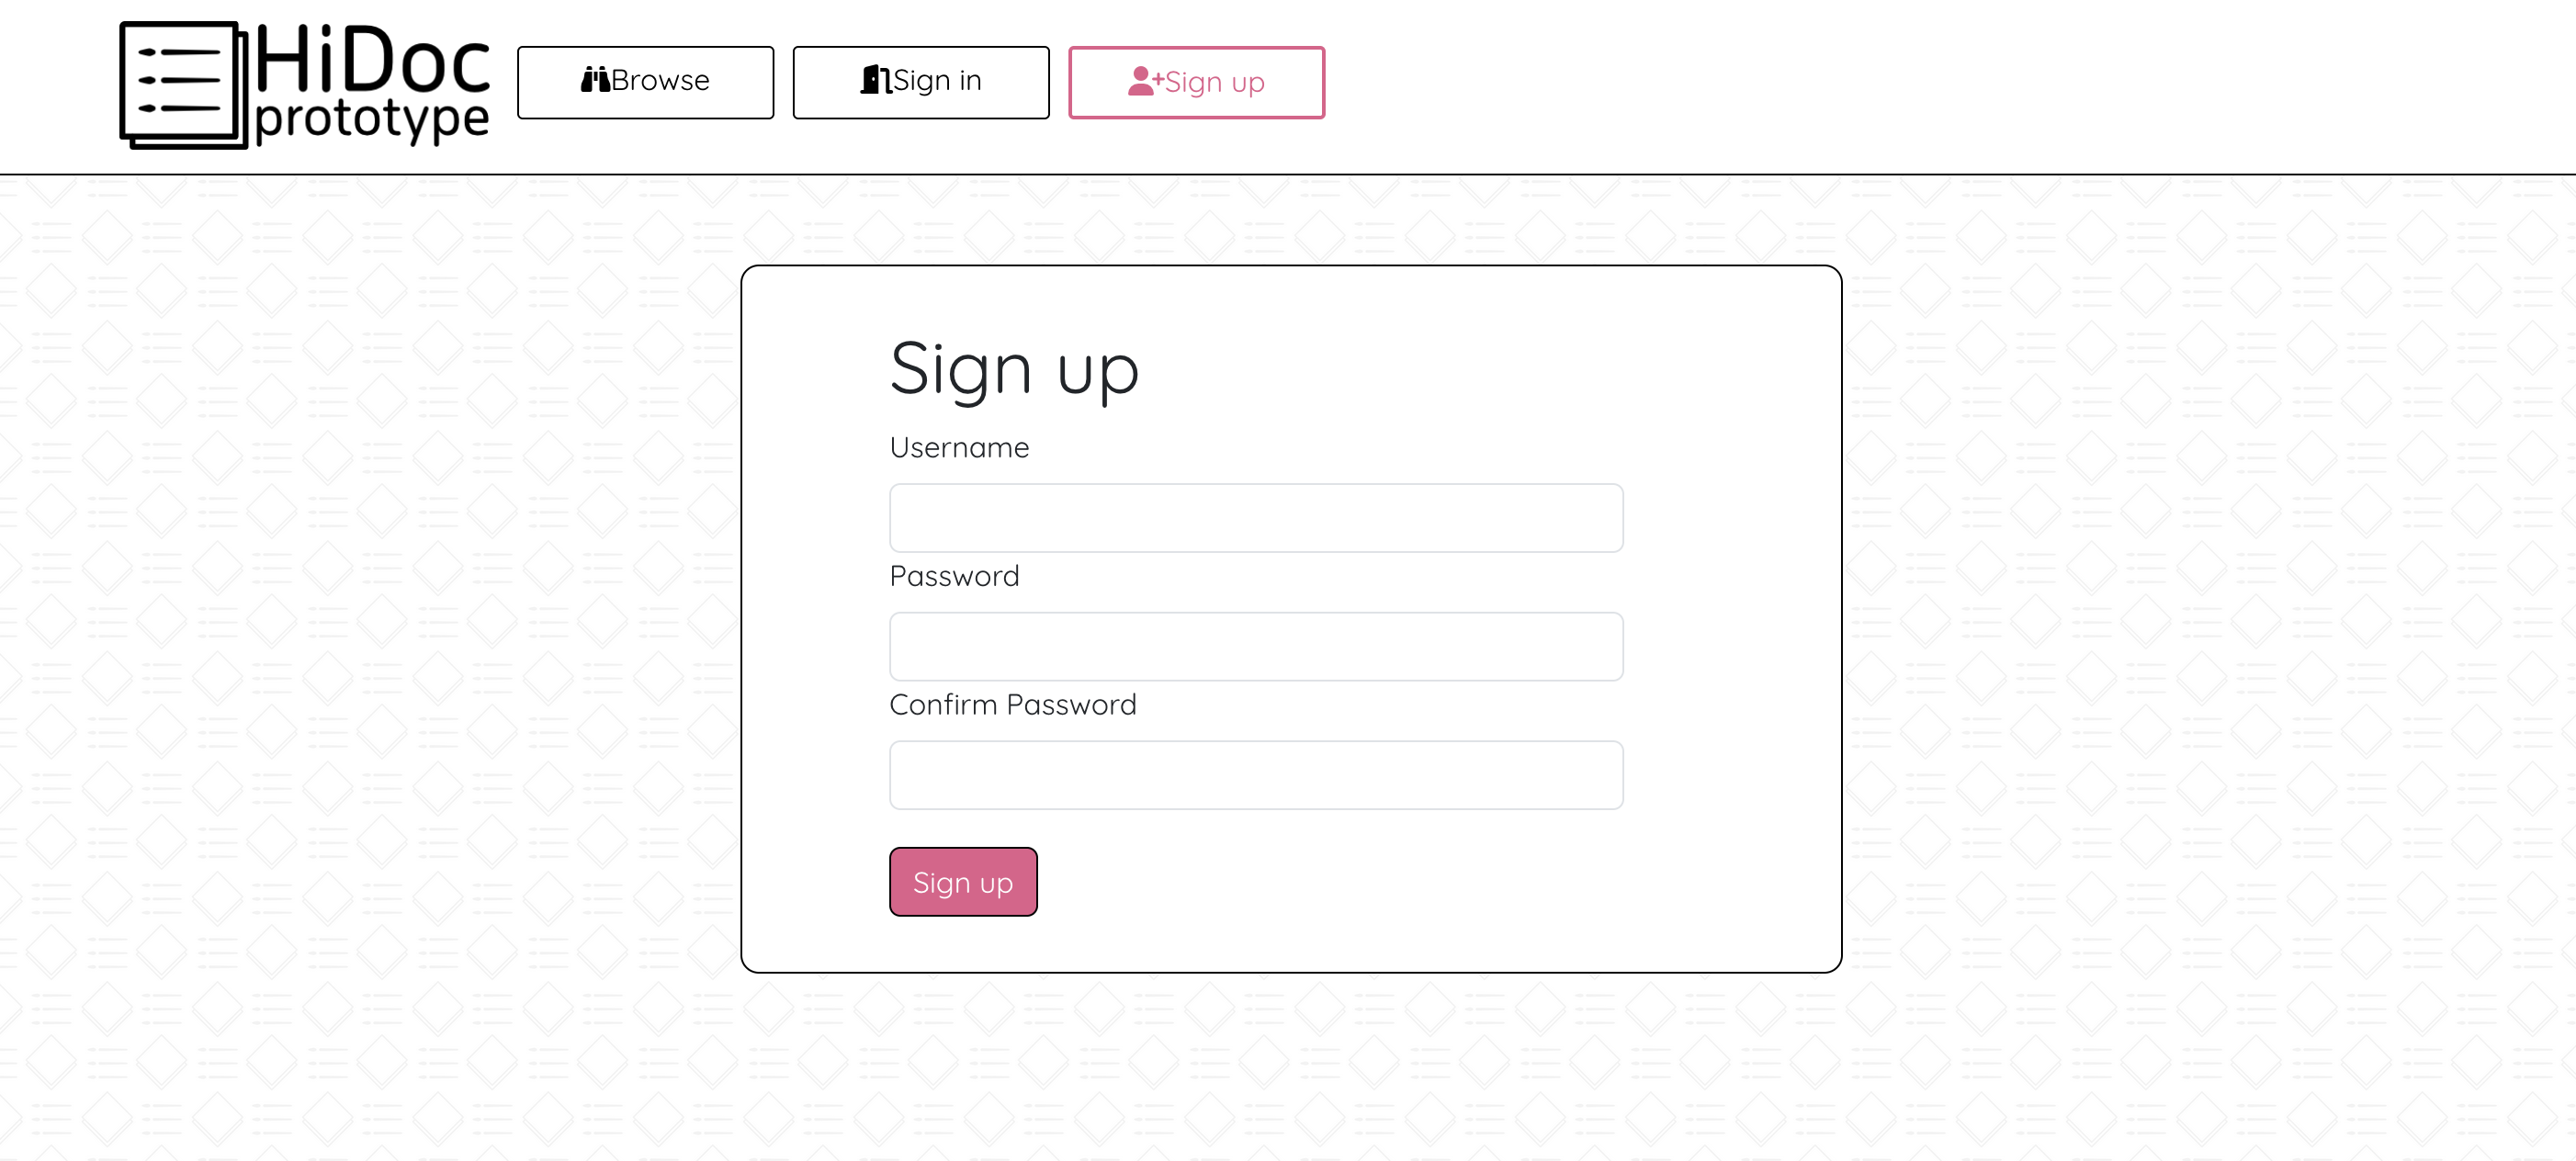 HiDoc
prototype
Browse
Sign in
Sign up
Sign up
Username
Password
Confirm Password
Sign up